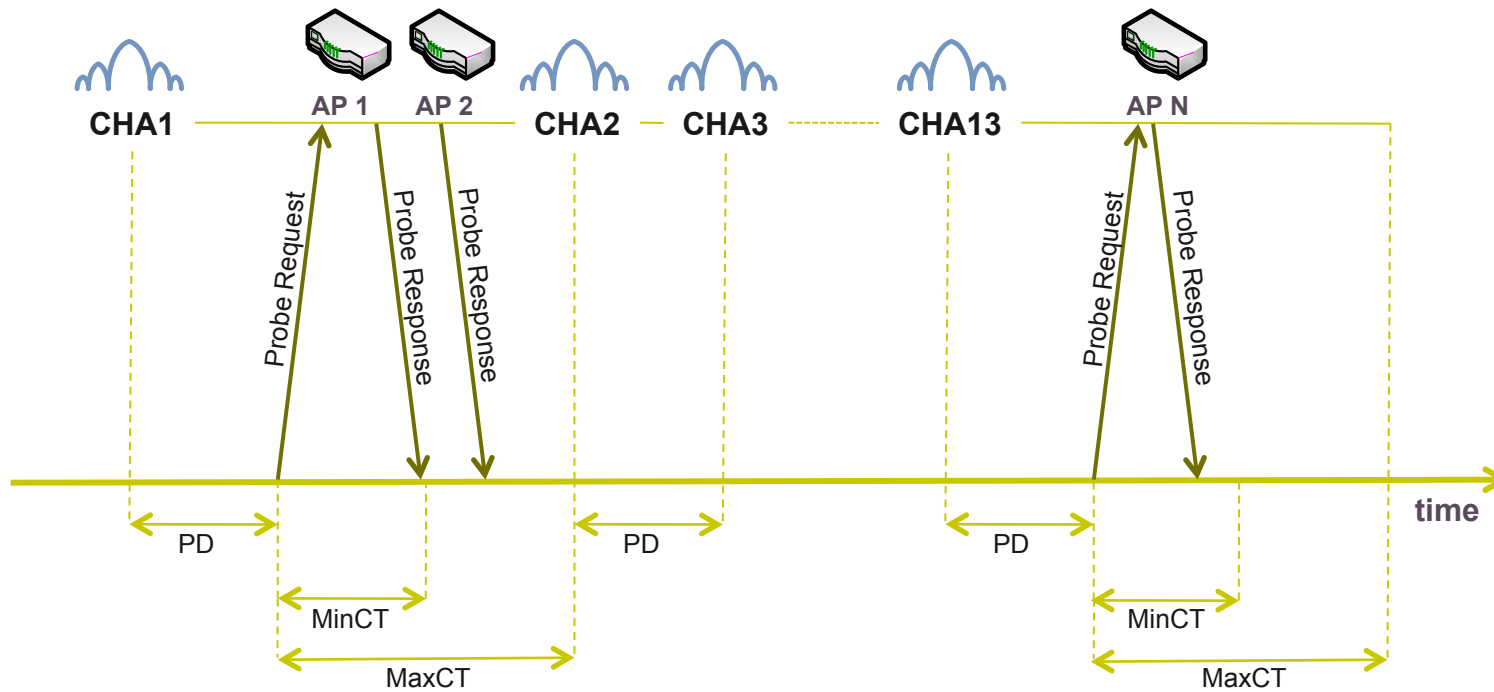 AP 1
AP 2
AP N
CHA1
CHA2
CHA3
CHA13
Probe Request
Probe Response
Probe Response
Probe Request
Probe Response
time
PD
PD
PD
MinCT
MinCT
MaxCT
MaxCT